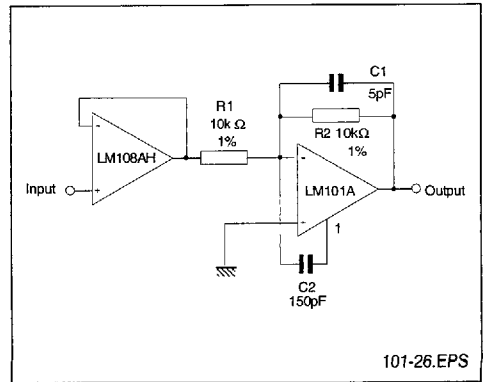 C1
5pF
R1
10k Ω
1%
R2 10kΩ
1%
-
-
LM108AH
LM101A
Input
+
+
Output
1
C2
150pF
101-26.EPS